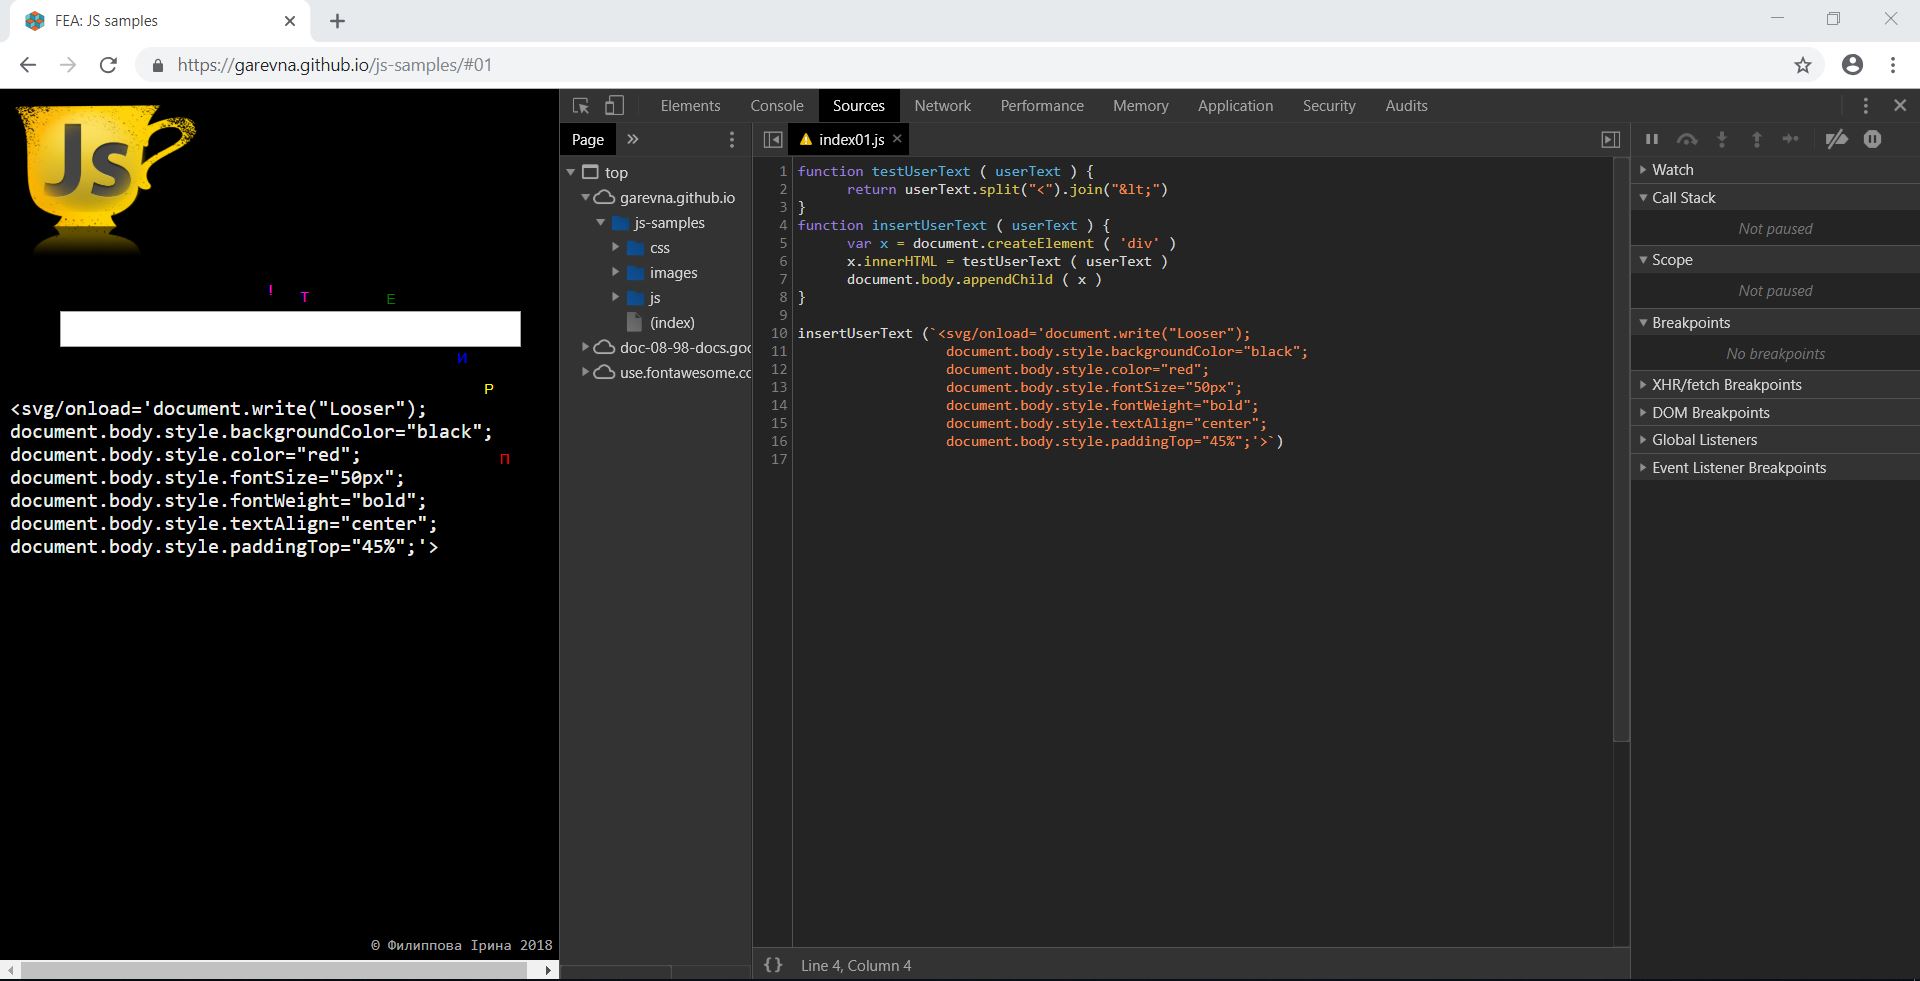 FEA: JS samples
https://garevna.github.io/js-samples/#01
Js
! T E
И
Р
П
<svg/onload='document.write("Looser");
document.body.style.backgroundColor="black";
document.body.style.color="red";
document.body.style.fontSize="50px";
document.body.style.fontWeight="bold";
document.body.style.textAlign="center";
document.body.style.paddingTop="45%";'>
© Филиппова Ірина 2018
Elements Console Sources Network Performance Memory Application Security Audits
Page
top
garevna.github.io
js-samples
css
images
js
(index)
doc-08-98-docs.goc
use.fontawesome.cc
index01.js
1 function testUserText ( userText ) {
2 return userText.split("<").join("&lt;")
3 }
4 function insertUserText ( userText ) {
5 var x = document.createElement ( 'div' )
6 x.innerHTML = testUserText ( userText )
7 document.body.appendChild ( x )
8 }
9
10 insertUserText (`<svg/onload='document.write("Looser");
11 document.body.style.backgroundColor="black";
12 document.body.style.color="red";
13 document.body.style.fontSize="50px";
14 document.body.style.fontWeight="bold";
15 document.body.style.textAlign="center";
16 document.body.style.paddingTop="45%";'>`)
17
{} Line 4, Column 4
Watch
Call Stack
Not paused
Scope
Not paused
Breakpoints
No breakpoints
XHR/fetch Breakpoints
DOM Breakpoints
Global Listeners
Event Listener Breakpoints